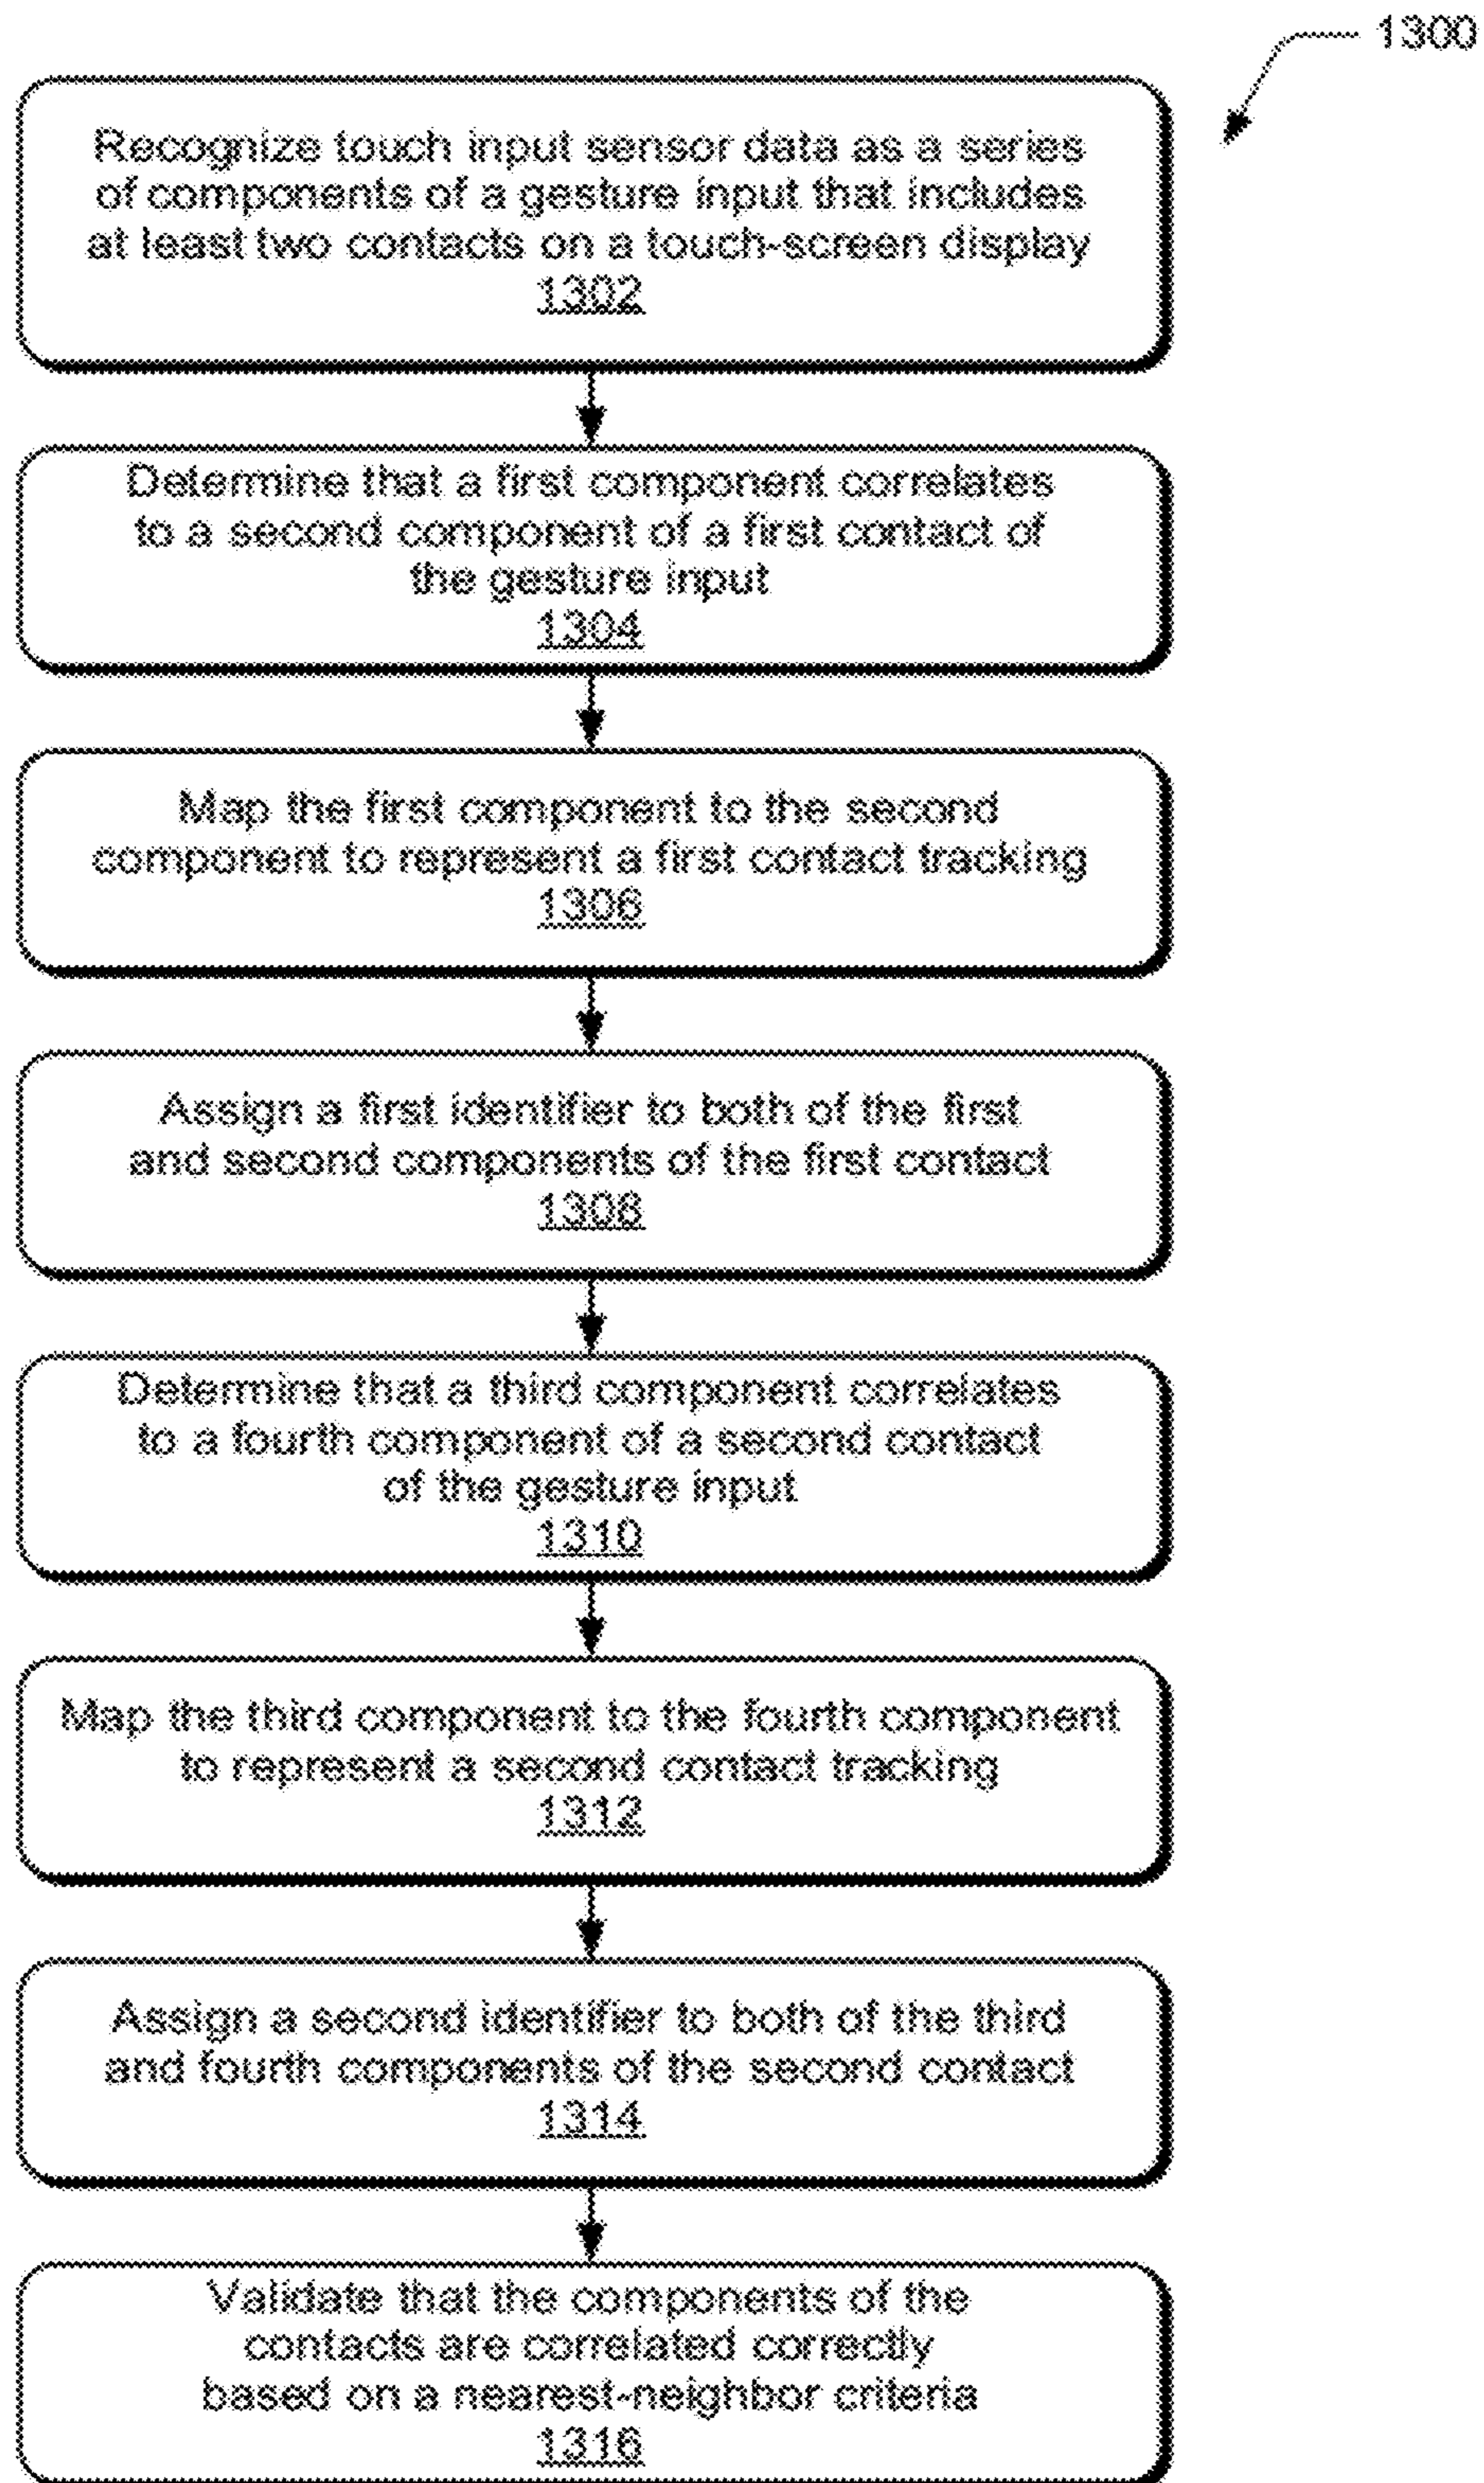 1300
Recognize touch input sensor data as a series
of components of a gesture input that includes
at least two contacts on a touch-screen display
1302
Determine that a first component correlates
to a second component of a first contact of
the gesture input
1304
Map the first component to the second
component to represent a first contact tracking
1306
Assign a first identifier to both of the first
and second components of the first contact
1308
Determine that a third component correlates
to a fourth component of a second contact
of the gesture input
1310
Map the third component to the fourth component
to represent a second contact tracking
1312
Assign a second identifier to both of the third
and fourth components of the second contact
1314
Validate that the components of the
contacts are correlated correctly
based on a nearest-neighbor criteria
1316